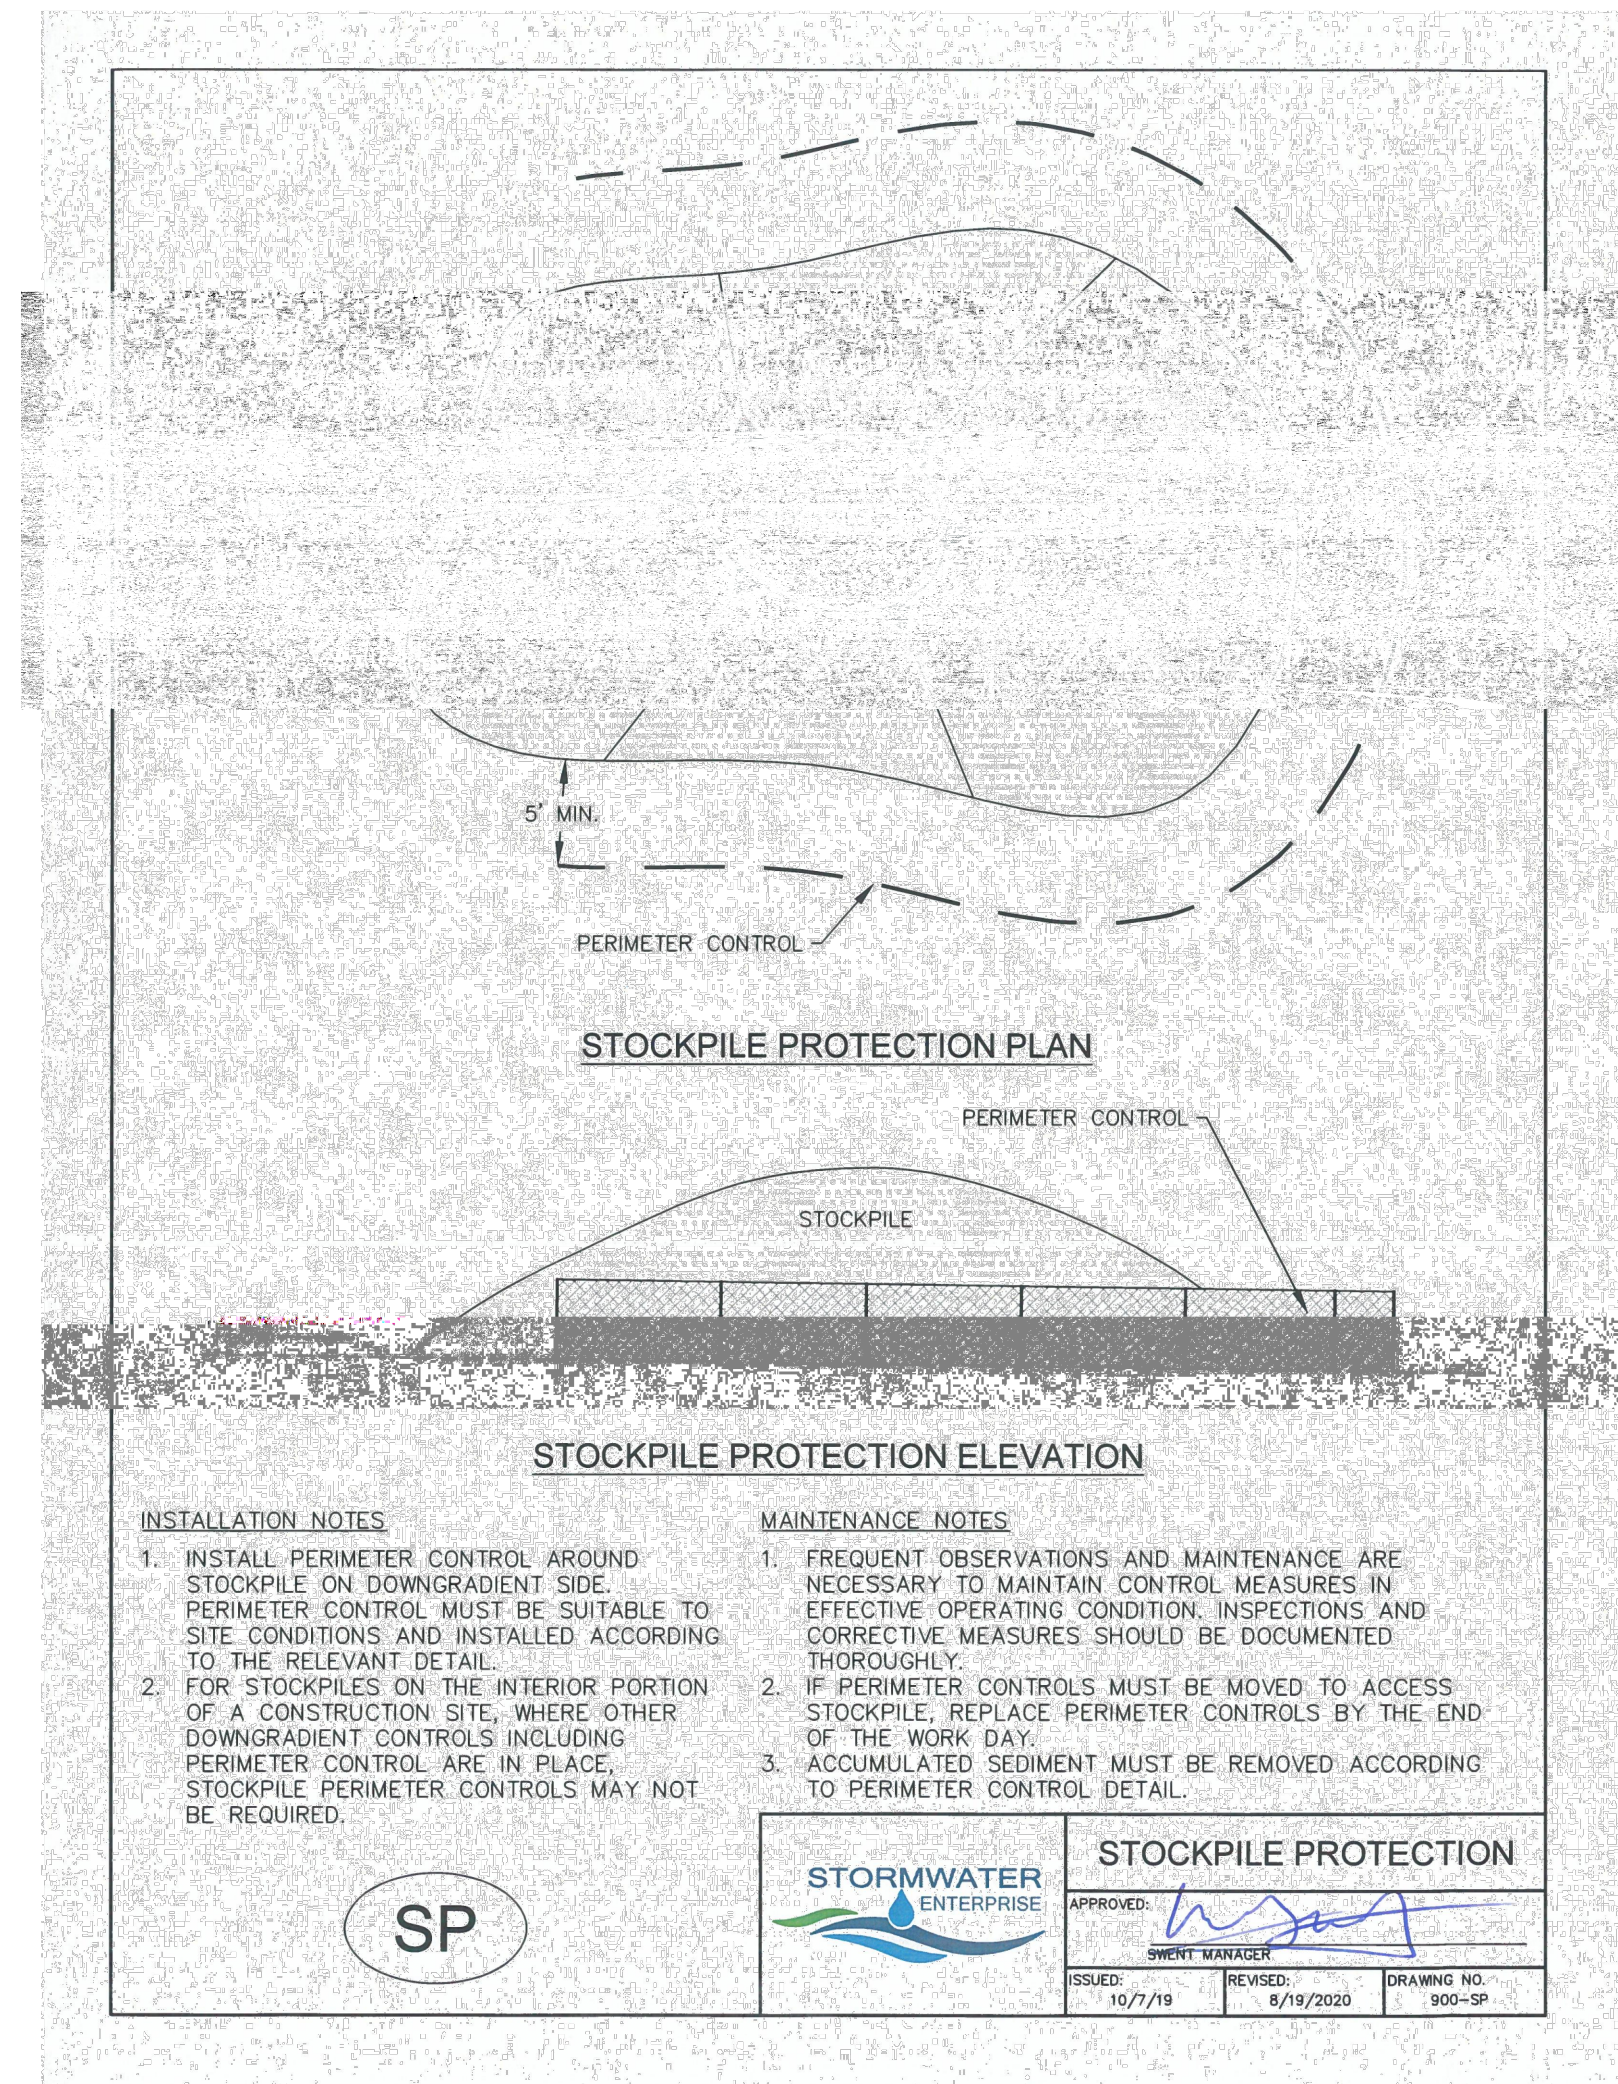 5' MIN.
PERIMETER CONTROL
STOCKPILE PROTECTION PLAN
PERIMETER CONTROL
STOCKPILE
STOCKPILE PROTECTION ELEVATION
INSTALLATION NOTES
1. INSTALL PERIMETER CONTROL AROUND
STOCKPILE ON DOWNGRADIENT SIDE.
PERIMETER CONTROL MUST BE SUITABLE TO
SITE CONDITIONS AND INSTALLED ACCORDING
TO THE RELEVANT DETAIL.
2. FOR STOCKPILES ON THE INTERIOR PORTION
OF A CONSTRUCTION SITE, WHERE OTHER
DOWNGRADIENT CONTROLS INCLUDING
PERIMETER CONTROL ARE IN PLACE,
STOCKPILE PERIMETER CONTROLS MAY NOT
BE REQUIRED.
MAINTENANCE NOTES
1. FREQUENT OBSERVATIONS AND MAINTENANCE ARE
NECESSARY TO MAINTAIN CONTROL MEASURES IN
EFFECTIVE OPERATING CONDITION. INSPECTIONS AND
CORRECTIVE MEASURES SHOULD BE DOCUMENTED
THOROUGHLY.
2. IF PERIMETER CONTROLS MUST BE MOVED TO ACCESS
STOCKPILE, REPLACE PERIMETER CONTROLS BY THE END
OF THE WORK DAY.
3. ACCUMULATED SEDIMENT MUST BE REMOVED ACCORDING
TO PERIMETER CONTROL DETAIL.
SP
STORMWATER
ENTERPRISE
STOCKPILE PROTECTION
APPROVED:
SWENT MANAGER
ISSUED:
10/7/19
REVISED:
8/19/2020
DRAWING NO.
900-SP